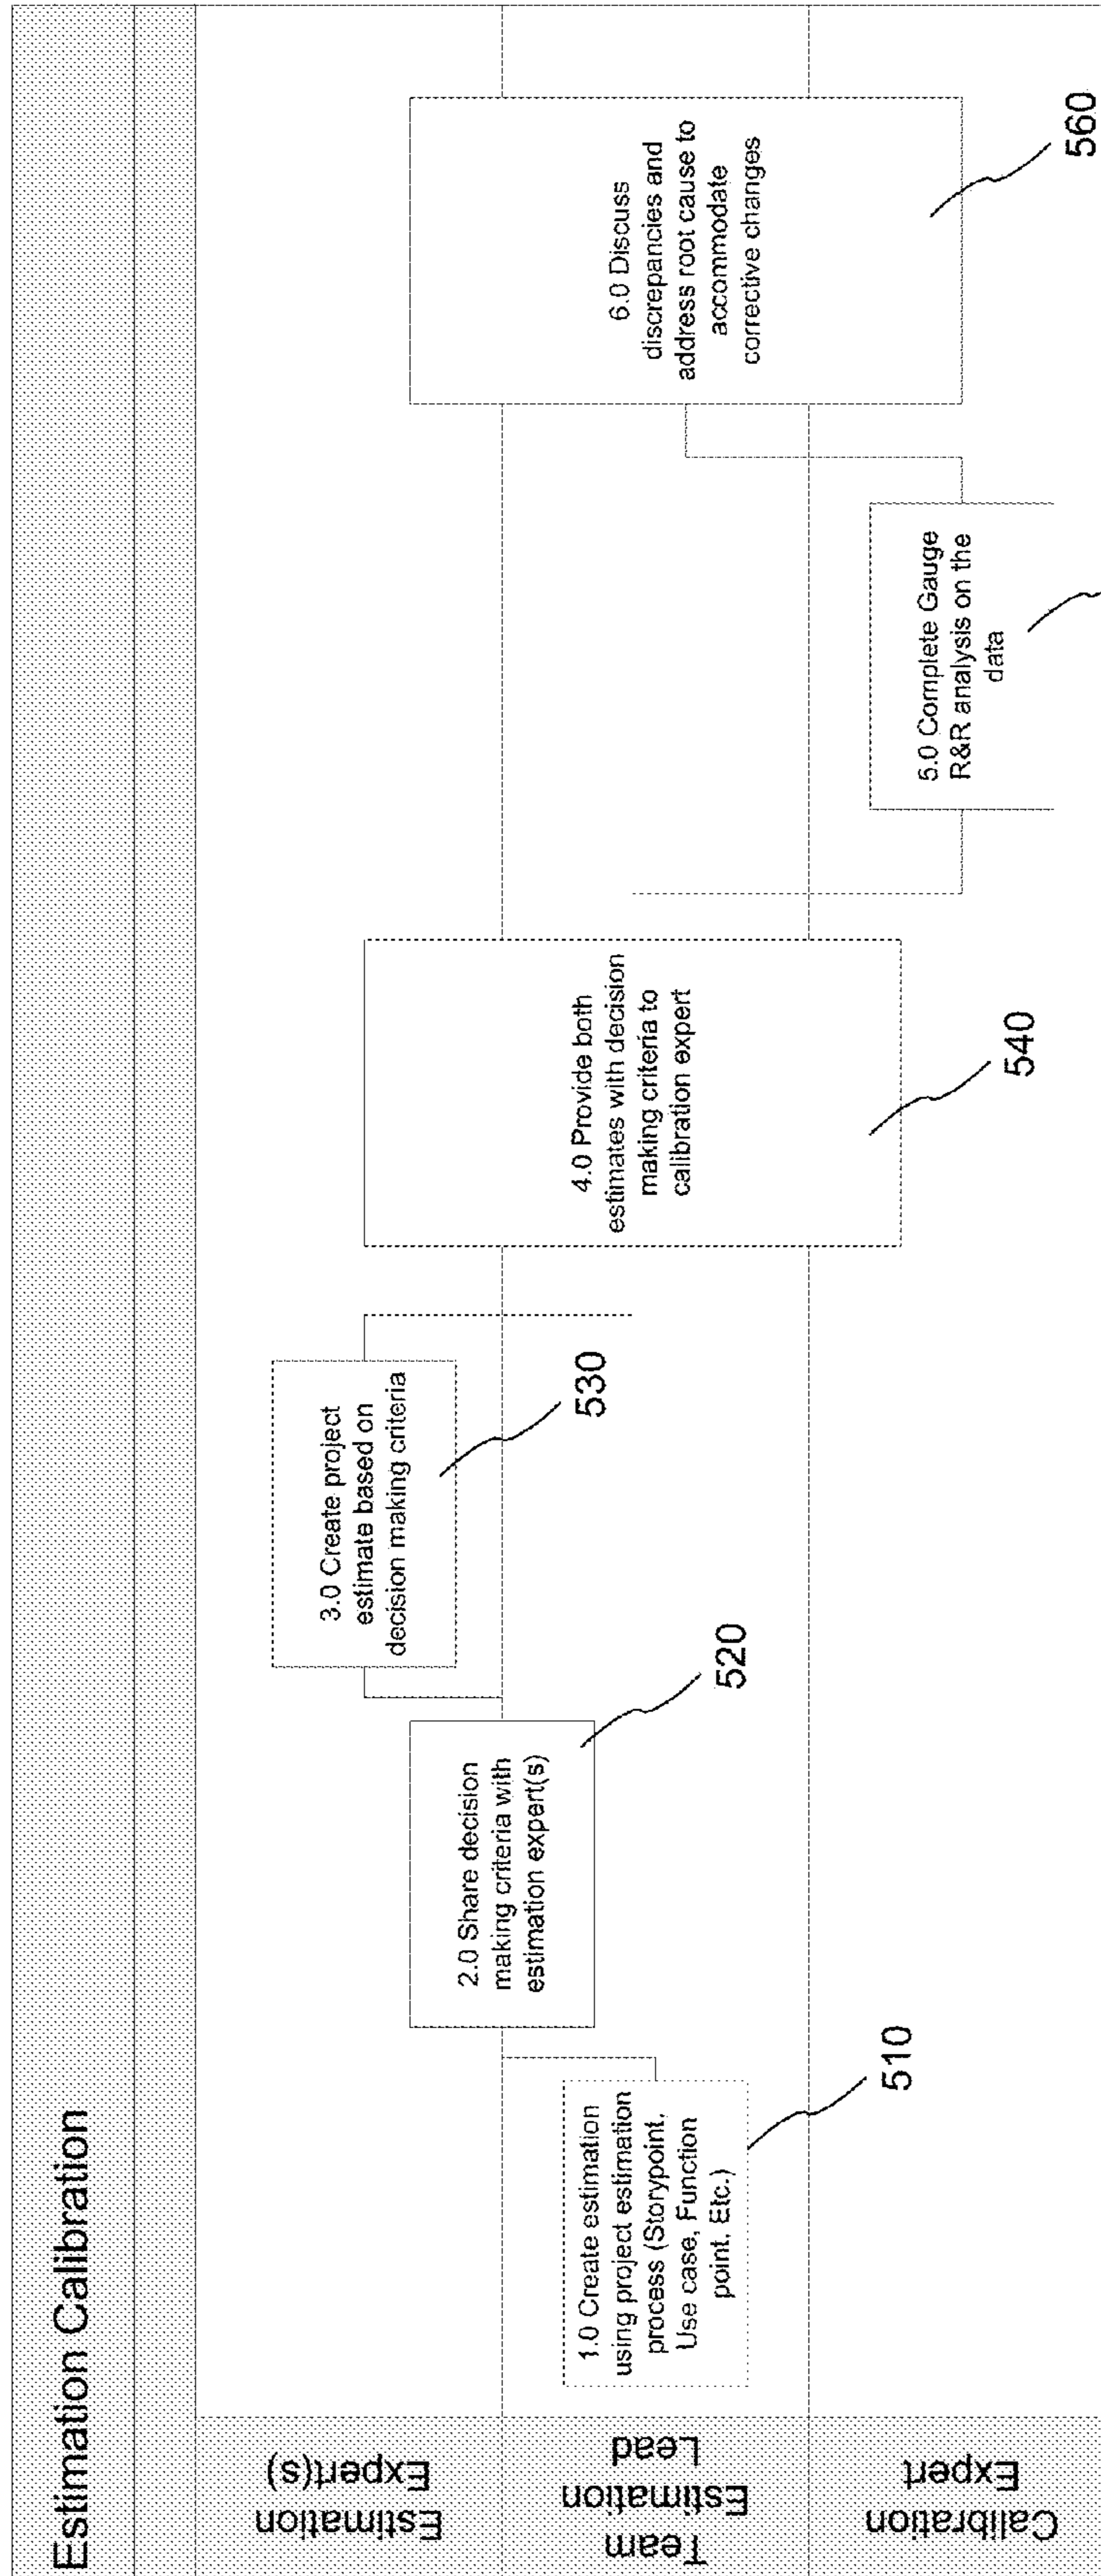 Estimation Calibration
Estimation
Expert(s)
Team
Estimation
Lead
Calibration
Expert
1.0 Create estimation
using project estimation
process (Storypoint,
Use case, Function
point, Etc.)
510
2.0 Share decision
making criteria with
estimation expert(s)
520
3.0 Create project
estimate based on
decision making criteria
530
4.0 Provide both
estimates with decision
making criteria to
calibration expert
540
5.0 Complete Gauge
R&R analysis on the
data
6.0 Discuss
discrepancies and
address root cause to
accommodate
corrective changes
560